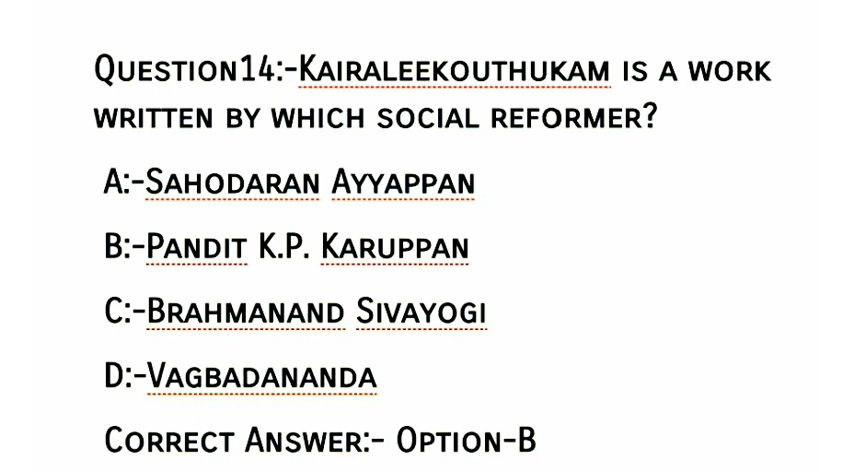 Question14:-Kairaleekouthukam is a work
written by which social reformer?
A:-Sahodaran Ayyappan
B:-Pandit K.P. Karuppan
C:-Brahmanand Sivayogi
D:-Vagbadananda
Correct Answer:- Option-B